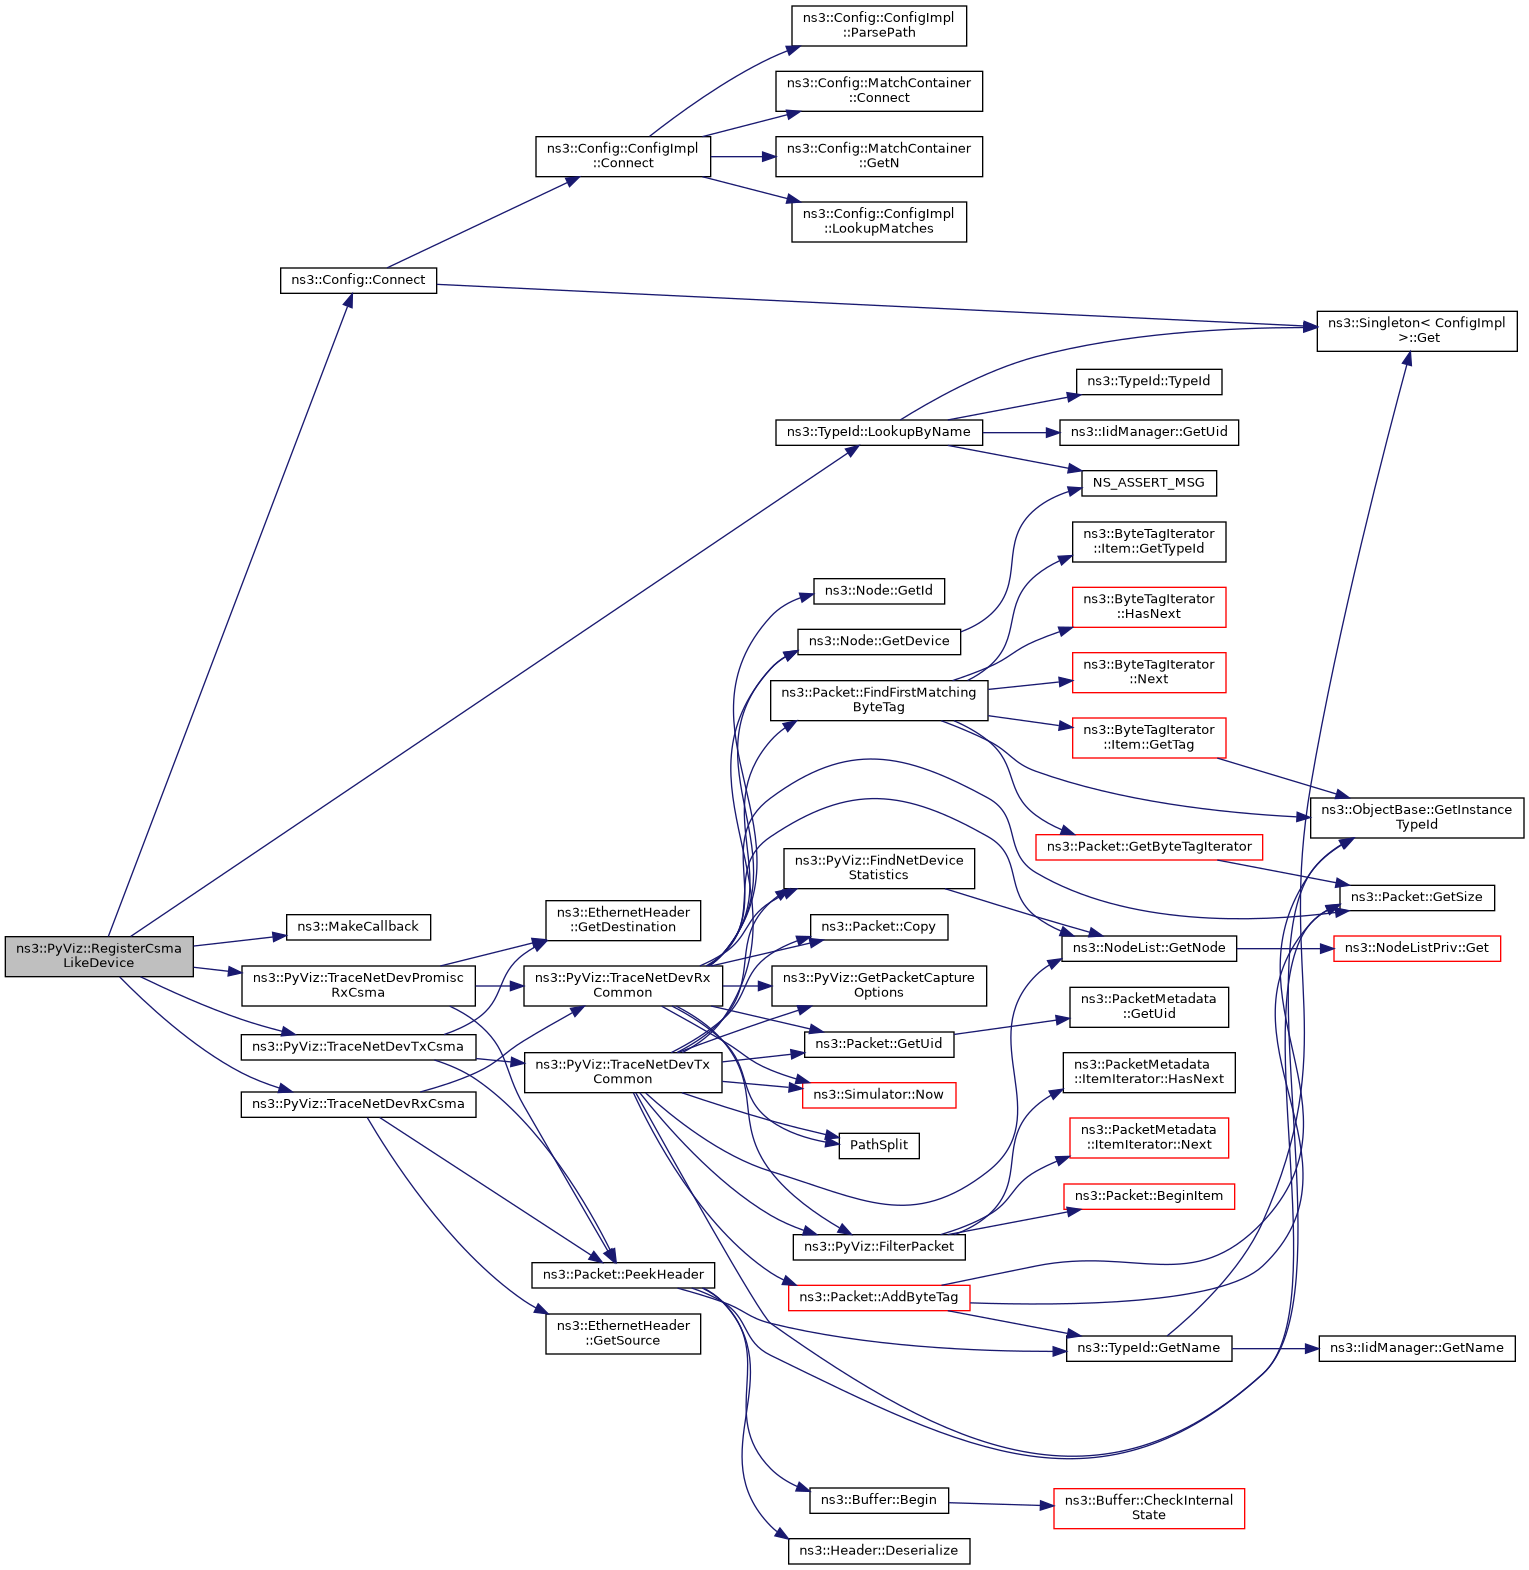 ns3::Config::ConfigImpl
::ParsePath
ns3::Config::MatchContainer
::Connect
ns3::Config::ConfigImpl
::Connect
ns3::Config::MatchContainer
::GetN
ns3::Config::ConfigImpl
::LookupMatches
ns3::Config::Connect
ns3::Singleton< ConfigImpl
>::Get
ns3::TypeId::TypeId
ns3::TypeId::LookupByName
ns3::IidManager::GetUid
NS_ASSERT_MSG
ns3::ByteTagIterator
::Item::GetTypeId
ns3::Node::GetId
ns3::ByteTagIterator
::HasNext
ns3::Node::GetDevice
ns3::ByteTagIterator
::Next
ns3::Packet::FindFirstMatching
ByteTag
ns3::ByteTagIterator
::Item::GetTag
ns3::ObjectBase::GetInstance
TypeId
ns3::Packet::GetByteTagIterator
ns3::PyViz::FindNetDevice
Statistics
ns3::Packet::GetSize
ns3::EthernetHeader
::GetDestination
ns3::MakeCallback
ns3::Packet::Copy
ns3::NodeList::GetNode
ns3::NodeListPriv::Get
ns3::PyViz::RegisterCsma
LikeDevice
ns3::PyViz::TraceNetDevPromisc
RxCsma
ns3::PyViz::TraceNetDevRx
Common
ns3::PyViz::GetPacketCapture
Options
ns3::PacketMetadata
::GetUid
ns3::PyViz::TraceNetDevTxCsma
ns3::Packet::GetUid
ns3::PyViz::TraceNetDevTx
Common
ns3::PacketMetadata
::ItemIterator::HasNext
ns3::Simulator::Now
ns3::PyViz::TraceNetDevRxCsma
PathSplit
ns3::PacketMetadata
::ItemIterator::Next
ns3::Packet::BeginItem
ns3::PyViz::FilterPacket
ns3::Packet::PeekHeader
ns3::Packet::AddByteTag
ns3::EthernetHeader
::GetSource
ns3::TypeId::GetName
ns3::IidManager::GetName
ns3::Buffer::Begin
ns3::Buffer::CheckInternal
State
ns3::Header::Deserialize